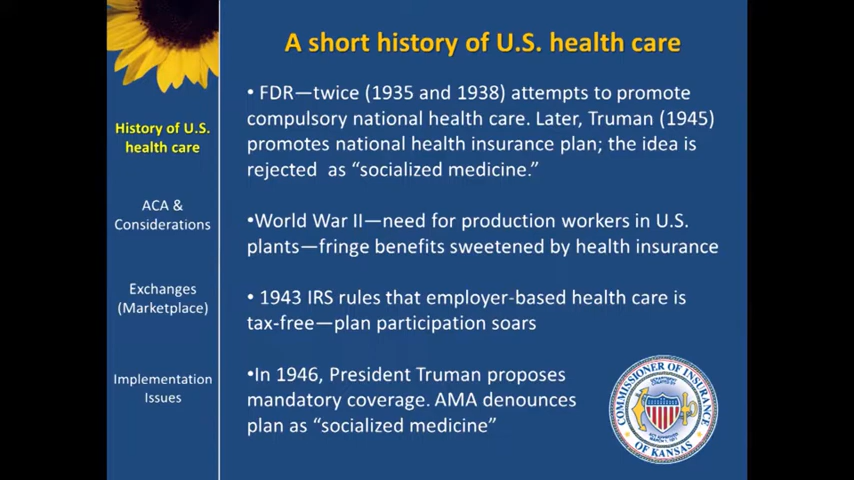 A short history of U.S. health care
• FDR—twice (1935 and 1938) attempts to promote
compulsory national health care. Later, Truman (1945)
promotes national health insurance plan; the idea is
rejected as “socialized medicine.”
•World War II—need for production workers in U.S.
plants—fringe benefits sweetened by health insurance
• 1943 IRS rules that employer-based health care is
tax-free—plan participation soars
•In 1946, President Truman proposes
mandatory coverage. AMA denounces
plan as “socialized medicine”
History of U.S.
health care
ACA &
Considerations
Exchanges
(Marketplace)
Implementation
Issues
COMMISSIONER OF INSURANCE
OF KANSAS